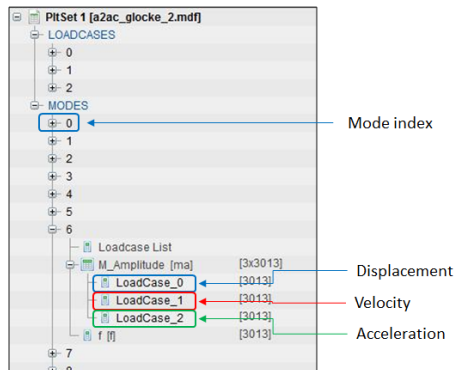 PltSet 1 [a2ac_glocke_2.mdf]
LOADCASES
0
1
2
MODES
0
Mode index
1
2
3
4
5
6
Loadcase List
M_Amplitude [ma] [3x3013]
LoadCase_0 [3013] Displacement
LoadCase_1 [3013] Velocity
LoadCase_2 [3013] Acceleration
f [f] [3013]
7